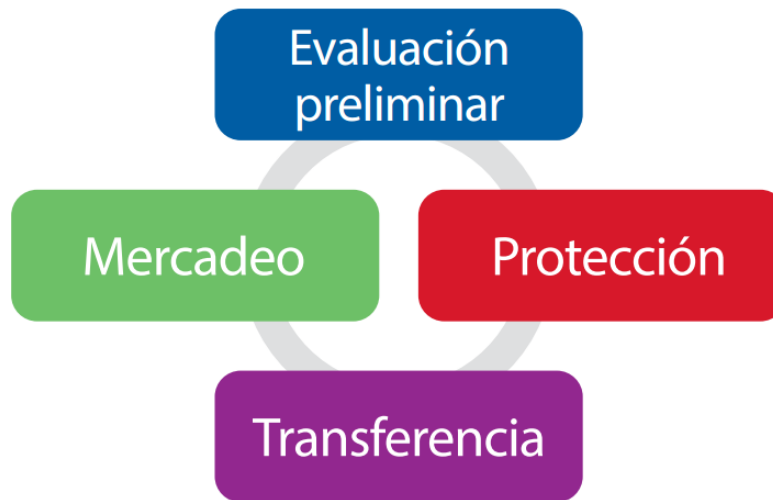 Evaluación
preliminar
Mercadeo
Protección
Transferencia